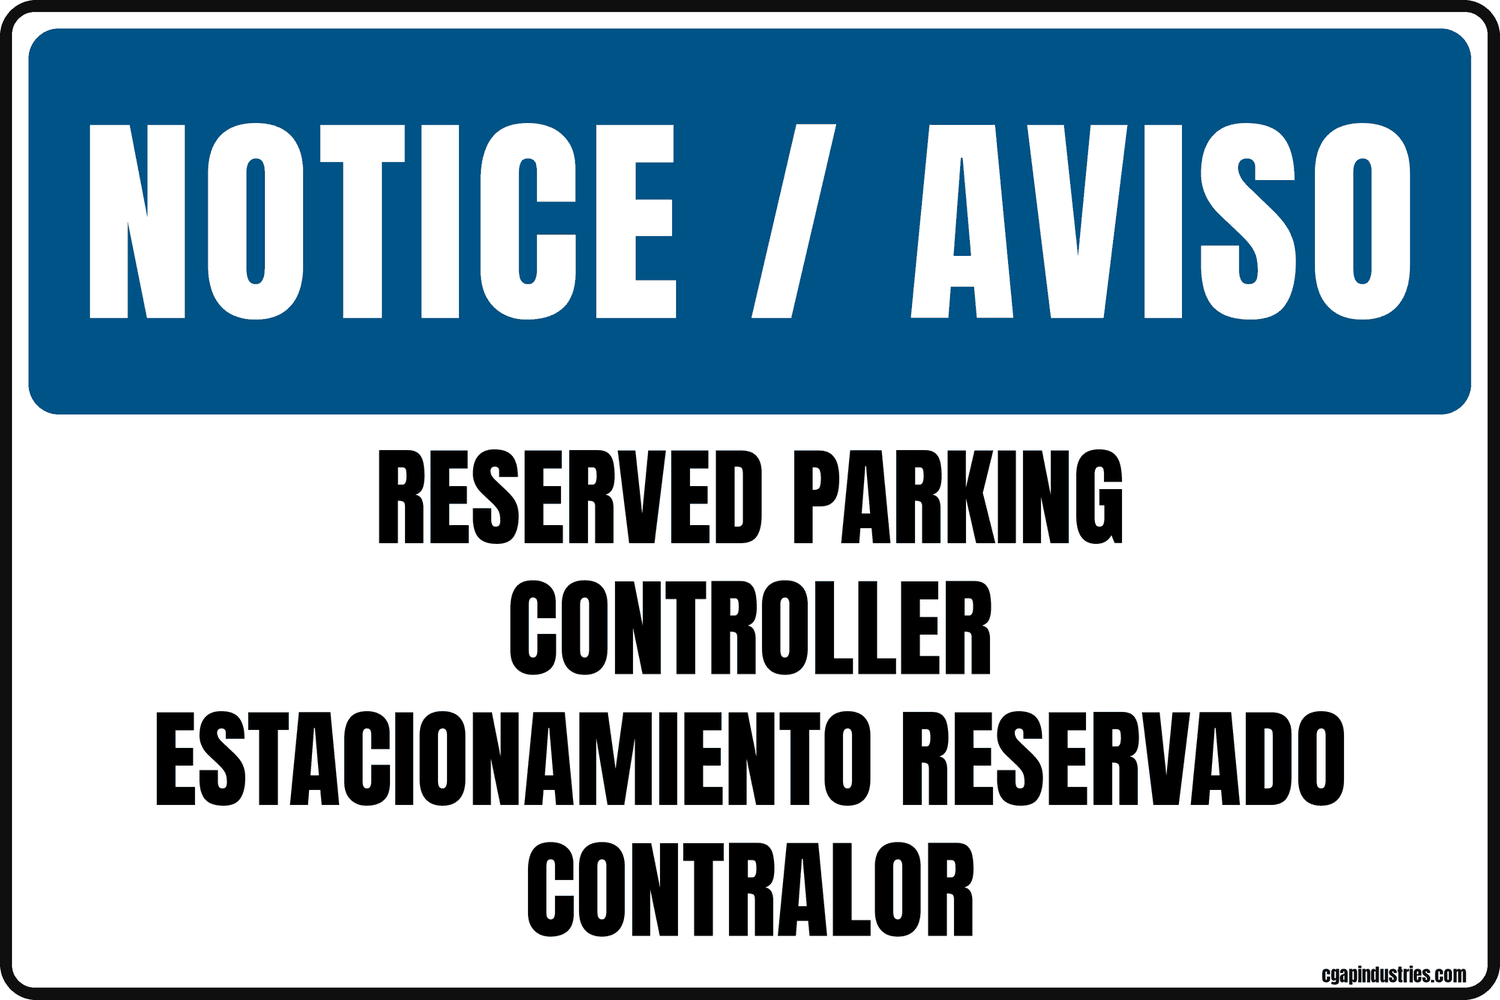 NOTICE / AVISO
RESERVED PARKING
CONTROLLER
ESTACIONAMIENTO RESERVADO
CONTRALOR
cgapindustries.com